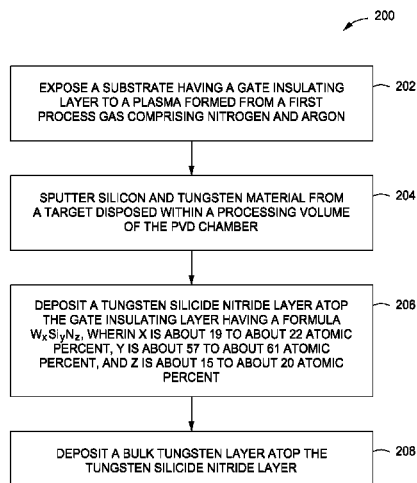 200
EXPOSE A SUBSTRATE HAVING A GATE INSULATING
LAYER TO A PLASMA FORMED FROM A FIRST
PROCESS GAS COMPRISING NITROGEN AND ARGON
202
SPUTTER SILICON AND TUNGSTEN MATERIAL FROM
A TARGET DISPOSED WITHIN A PROCESSING VOLUME
OF THE PVD CHAMBER
204
DEPOSIT A TUNGSTEN SILICIDE NITRIDE LAYER ATOP
THE GATE INSULATING LAYER HAVING A FORMULA
WxSiyNz, WHERIN X IS ABOUT 19 TO ABOUT 22 ATOMIC
PERCENT, Y IS ABOUT 57 TO ABOUT 61 ATOMIC
PERCENT, AND Z IS ABOUT 15 TO ABOUT 20 ATOMIC
PERCENT
206
DEPOSIT A BULK TUNGSTEN LAYER ATOP THE
TUNGSTEN SILICIDE NITRIDE LAYER
208